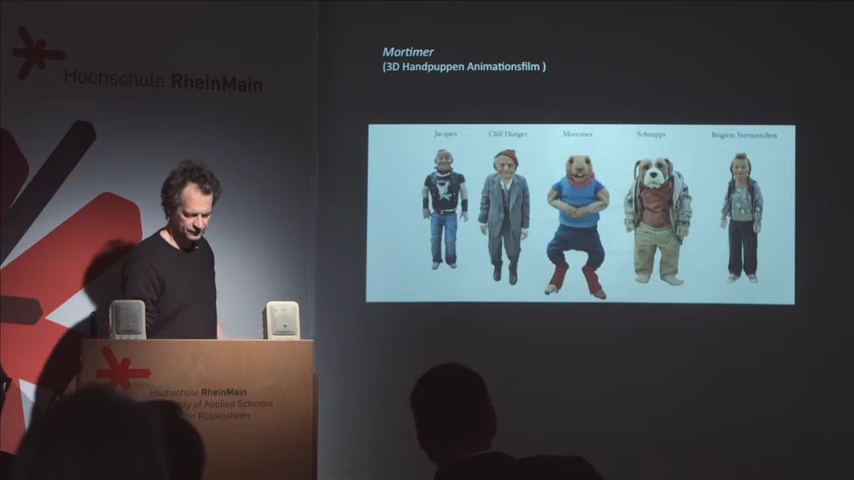 Hochschule RheinMain
Mortimer
(3D Handpuppen Animationsfilm )
Jacques
Cliff Hunger
Mortimer
Schnapps
Brigitte Sternzeichen
Hochschule RheinMain
University of Applied Sciences
Rüsselsheim